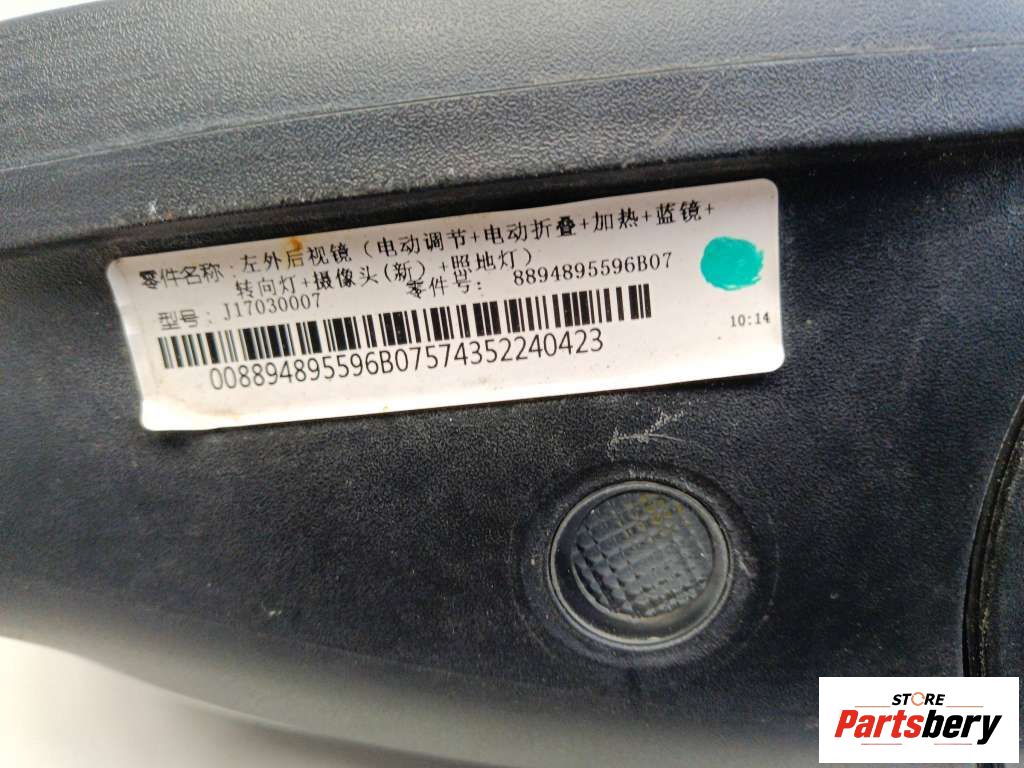 零件名称：左外后视镜（电动调节+电动折叠+加热+蓝镜+
转向灯+摄像头(新）+照地灯）
型号：J17030007 零件号：8894895596B07
008894895596B07574352240423
10:14
STORE
Partsbery